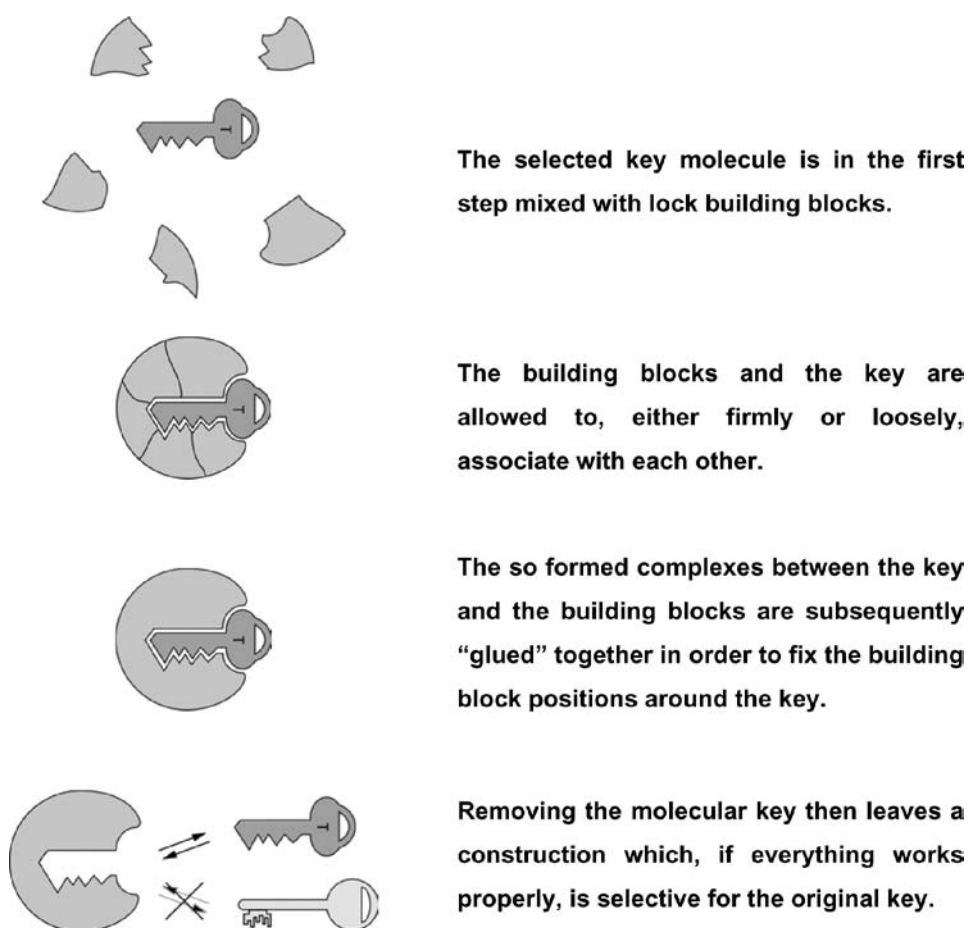 T
The selected key molecule is in the first
step mixed with lock building blocks.
T
The building blocks and the key are
allowed to, either firmly or loosely,
associate with each other.
T
The so formed complexes between the key
and the building blocks are subsequently
“glued” together in order to fix the building
block positions around the key.
T
Removing the molecular key then leaves a
construction which, if everything works
properly, is selective for the original key.